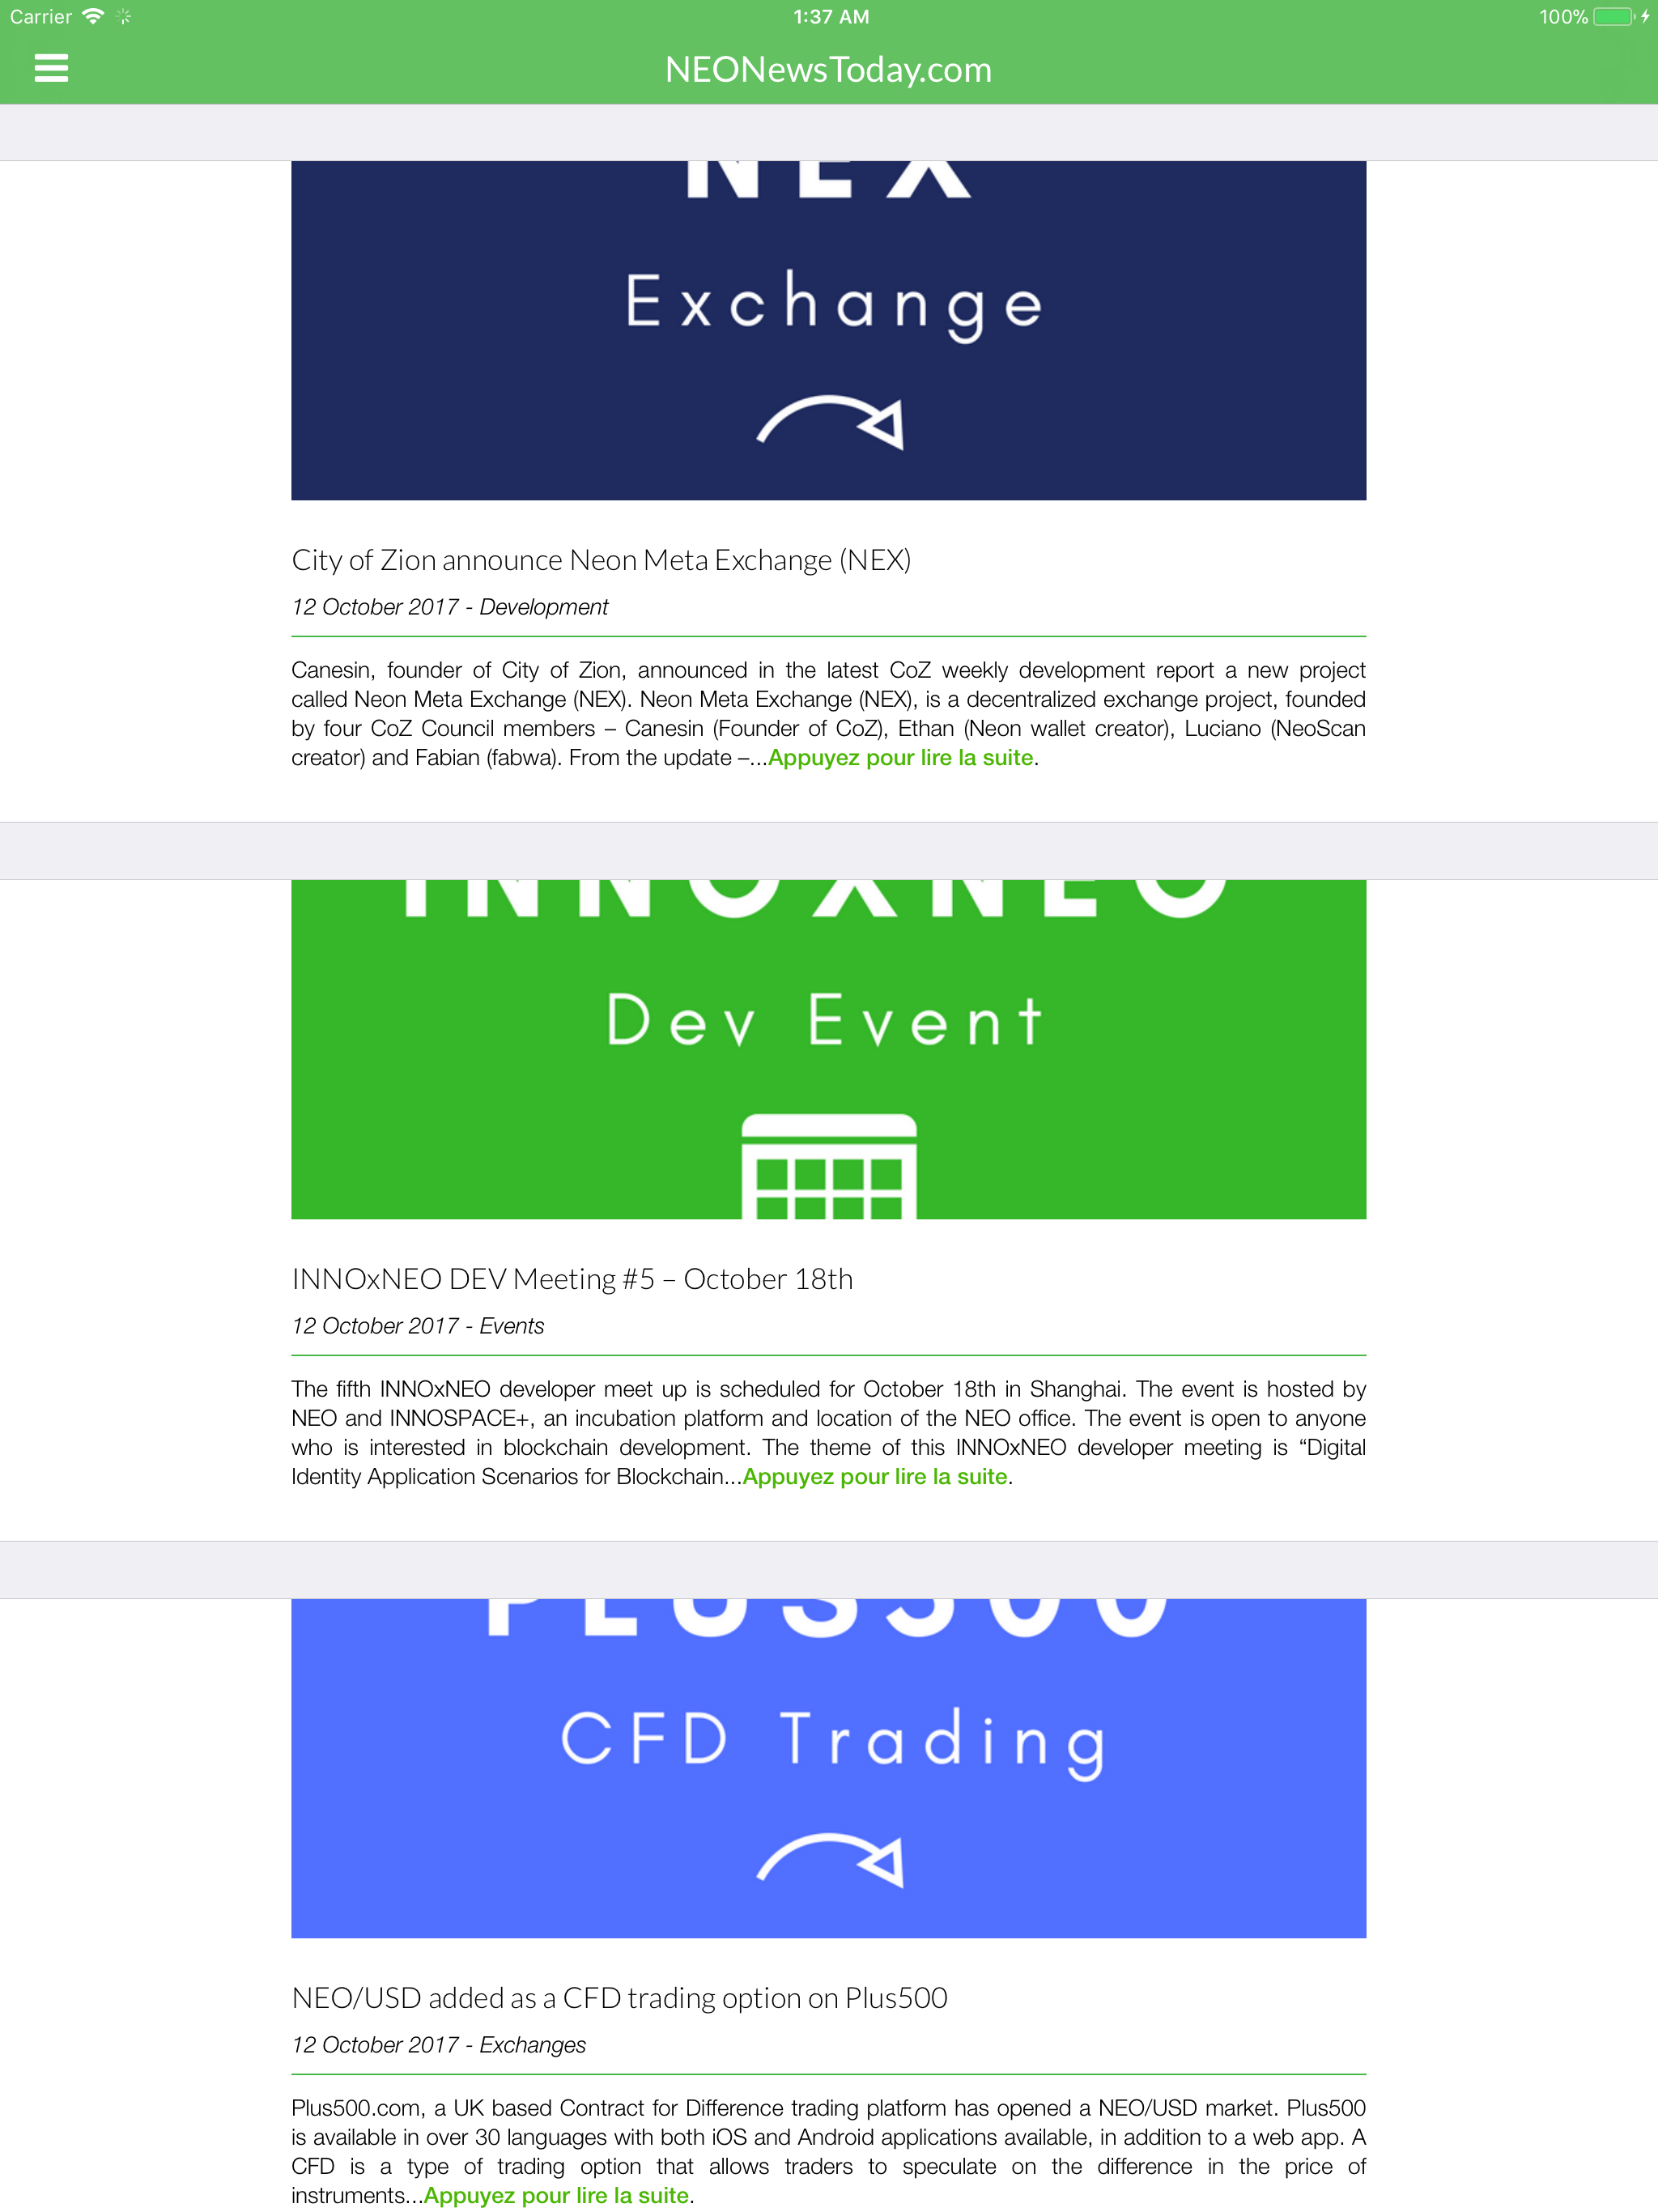 Carrier 1:37 AM 100%
NEONewsToday.com
NEX
Exchange
City of Zion announce Neon Meta Exchange (NEX)
12 October 2017 - Development
Canesin, founder of City of Zion, announced in the latest CoZ weekly development report a new project
called Neon Meta Exchange (NEX). Neon Meta Exchange (NEX), is a decentralized exchange project, founded
by four CoZ Council members – Canesin (Founder of CoZ), Ethan (Neon wallet creator), Luciano (NeoScan
creator) and Fabian (fabwa). From the update –...Appuyez pour lire la suite.
INNOXNEO
Dev Event
INNOxNEO DEV Meeting #5 – October 18th
12 October 2017 - Events
The fifth INNOxNEO developer meet up is scheduled for October 18th in Shanghai. The event is hosted by
NEO and INNOSPACE+, an incubation platform and location of the NEO office. The event is open to anyone
who is interested in blockchain development. The theme of this INNOxNEO developer meeting is “Digital
Identity Application Scenarios for Blockchain...Appuyez pour lire la suite.
PLUS500
CFD Trading
NEO/USD added as a CFD trading option on Plus500
12 October 2017 - Exchanges
Plus500.com, a UK based Contract for Difference trading platform has opened a NEO/USD market. Plus500
is available in over 30 languages with both iOS and Android applications available, in addition to a web app. A
CFD is a type of trading option that allows traders to speculate on the difference in the price of
instruments...Appuyez pour lire la suite.